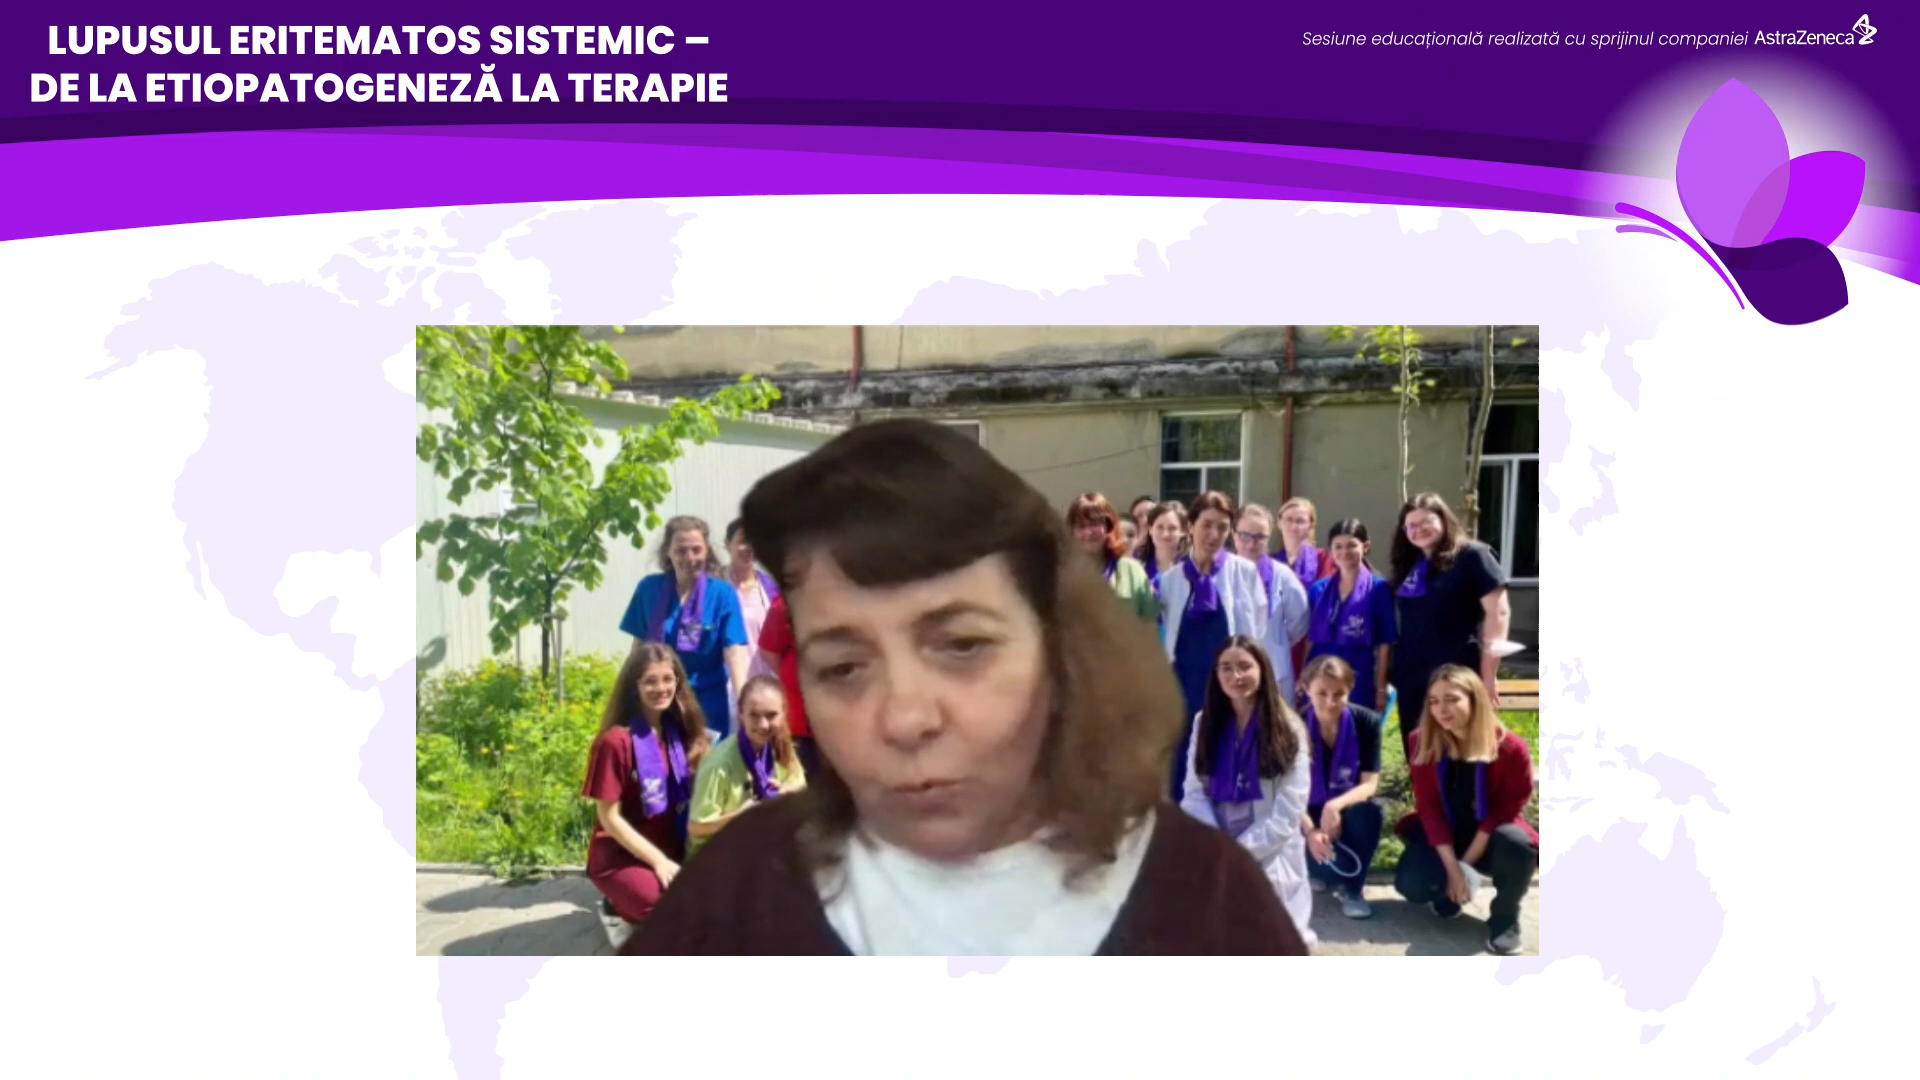 LUPUSUL ERITEMATOS SISTEMIC –
DE LA ETIOPATOGENEZĂ LA TERAPIE
Sesiune educațională realizată cu sprijinul companiei AstraZeneca